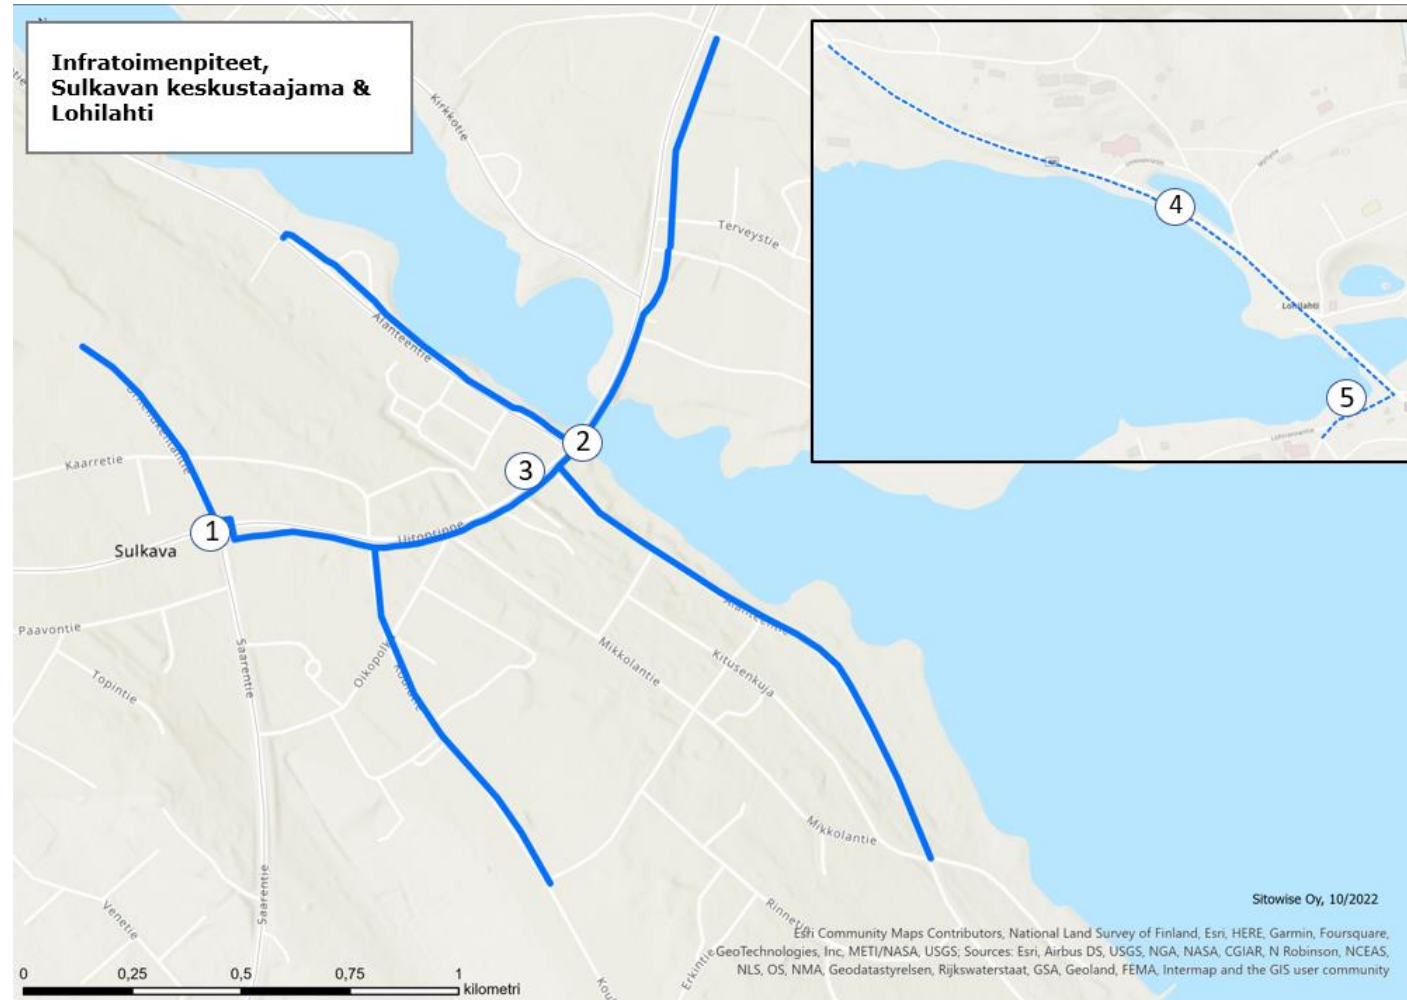 Infratoimenpiteet,
Sulkavan keskustaajama &
Lohilahti
Kirkkotie
Terveystie
Alanteentie
Kaarretie
Sulkava
Uitontinne
Paavontie
Topintie
Saarentie
Oikopolku
Mikkolantie
Kitusenkuja
Alanteentie
Mikkolantie
Venetie
Saarentie
Rinnetie
Erkintie
1
2
3
4
Lohilahti
5
0 0,25 0,5 0,75 1
kilometri
Sitowise Oy, 10/2022
Esri Community Maps Contributors, National Land Survey of Finland, Esri, HERE, Garmin, Foursquare,
GeoTechnologies, Inc, METI/NASA, USGS; Sources: Esri, Airbus DS, USGS, NGA, NASA, CGIAR, N Robinson, NCEAS,
NLS, OS, NMA, Geodatastyrelsen, Rijkswaterstaat, GSA, Geoland, FEMA, Intermap and the GIS user community